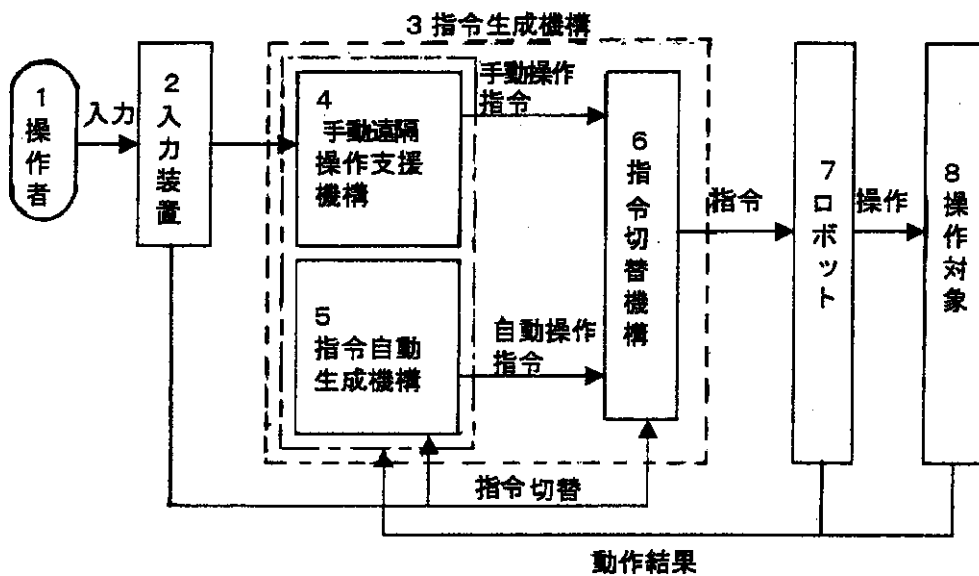 3 指令生成機構
1 操作者
入力
2 入力装置
4
手動遠隔
操作支援
機構
手動操作
指令
5
指令自動
生成機構
自動操作
指令
6 指令切替機構
指令
7 ロボット
操作
8 操作対象
指令切替
動作結果